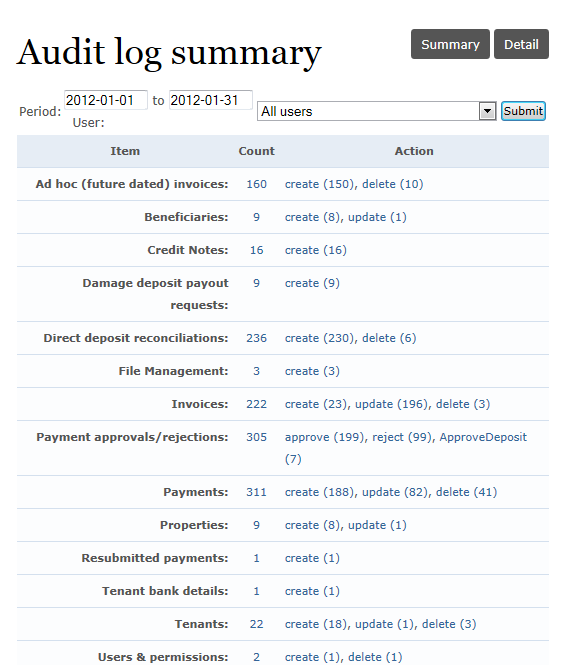 Audit log summary
Summary Detail
Period: 2012-01-01 to 2012-01-31 All users Submit
User:
Item Count Action
Ad hoc (future dated) invoices: 160 create (150), delete (10)
Beneficiaries: 9 create (8), update (1)
Credit Notes: 16 create (16)
Damage deposit payout 9 create (9)
requests:
Direct deposit reconciliations: 236 create (230), delete (6)
File Management: 3 create (3)
Invoices: 222 create (23), update (196), delete (3)
Payment approvals/rejections: 305 approve (199), reject (99), ApproveDeposit
(7)
Payments: 311 create (188), update (82), delete (41)
Properties: 9 create (8), update (1)
Resubmitted payments: 1 create (1)
Tenant bank details: 1 create (1)
Tenants: 22 create (18), update (1), delete (3)
Users & permissions: 2 create (1), delete (1)